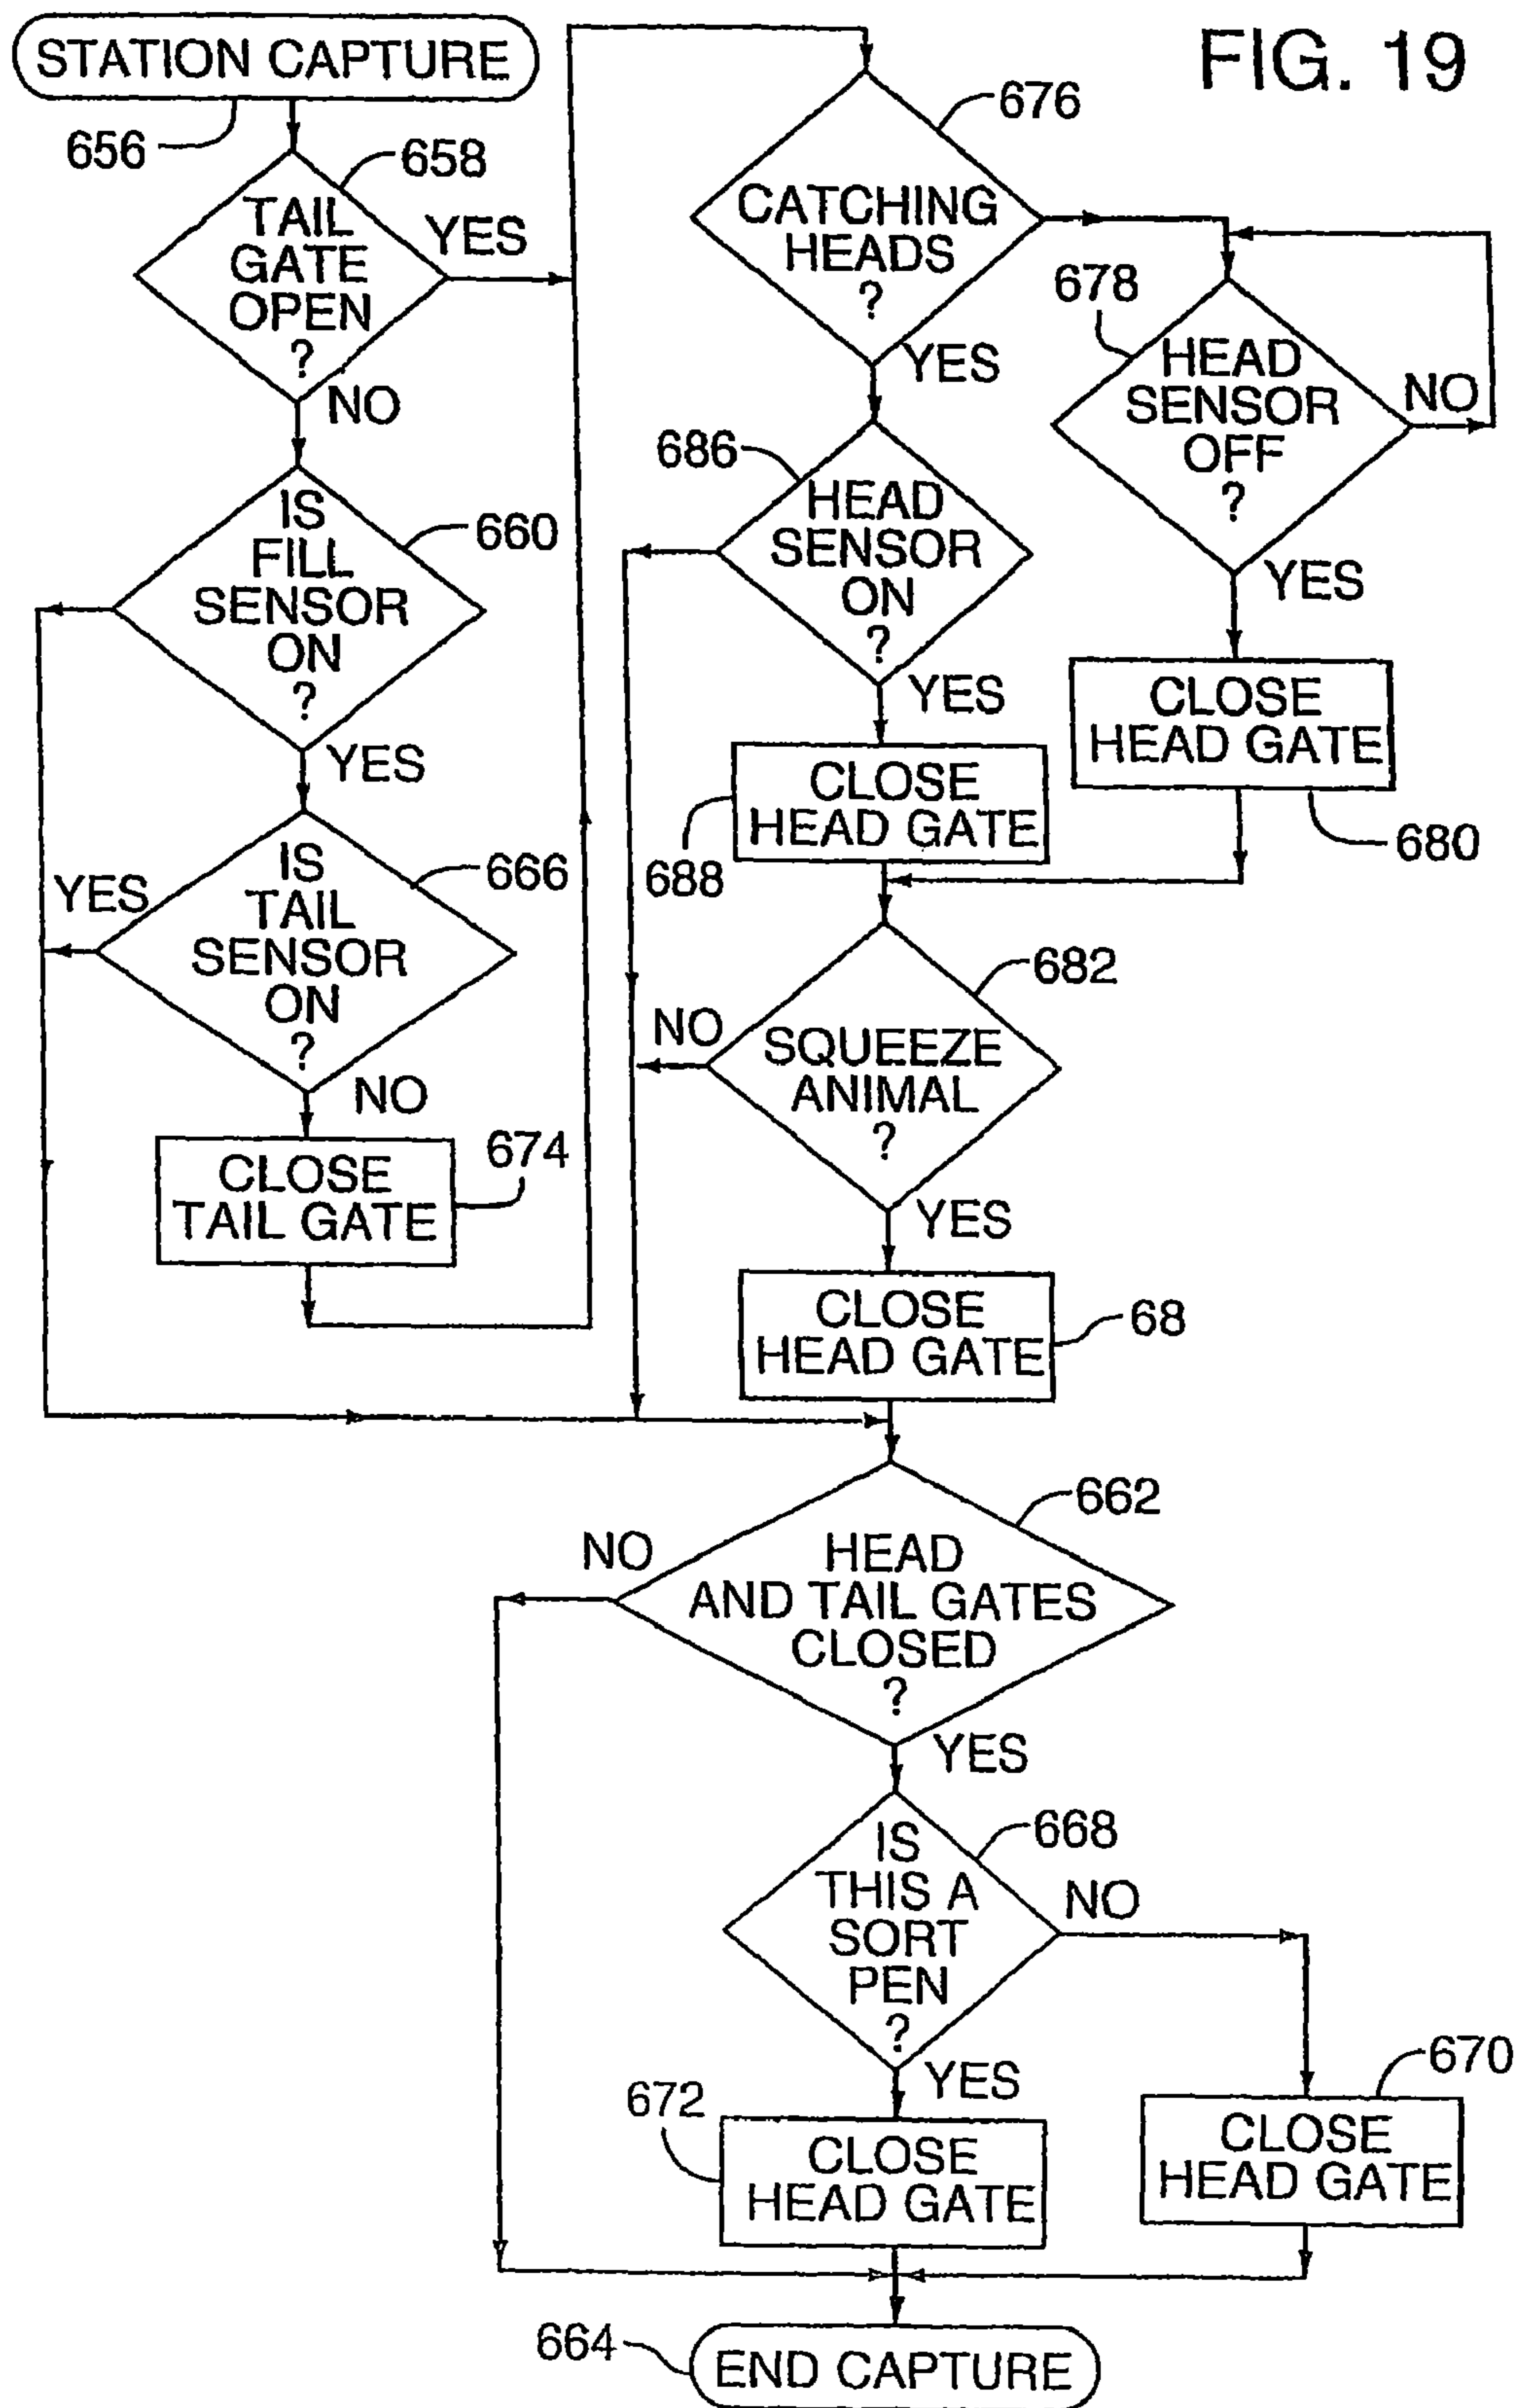 FIG. 19
STATION CAPTURE
656
658
TAIL
GATE
OPEN
?
YES
NO
IS
FILL
SENSOR
ON
?
660
YES
IS
TAIL
SENSOR
ON
?
666
YES
NO
CLOSE
TAIL GATE
674
676
CATCHING
HEADS
?
YES
678
HEAD
SENSOR
OFF
?
NO
YES
CLOSE
HEAD GATE
680
686
HEAD
SENSOR
ON
?
YES
CLOSE
HEAD GATE
688
682
SQUEEZE
ANIMAL
?
NO
YES
CLOSE
HEAD GATE
68
662
HEAD
AND TAIL GATES
CLOSED
?
NO
YES
668
IS
THIS A
SORT
PEN
?
NO
YES
672
CLOSE
HEAD GATE
670
CLOSE
HEAD GATE
664
END CAPTURE